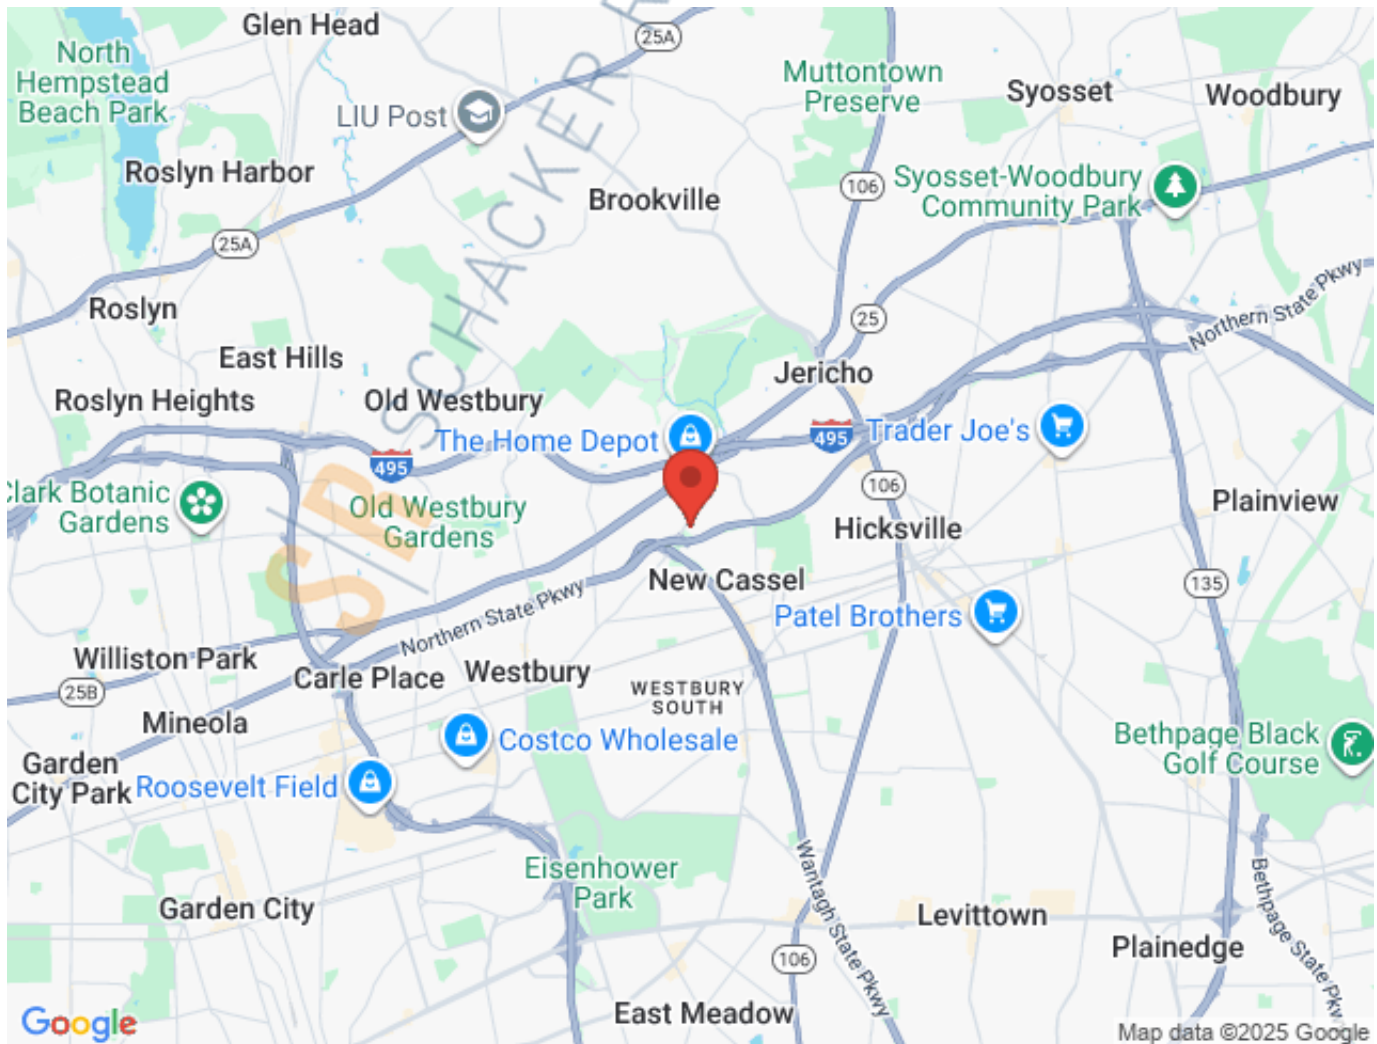 Glen Head
North
Hempstead
Beach Park
25A
LIU Post
Muttontown
Preserve
Syosset
Woodbury
Roslyn Harbor
Brookville
106
Syosset-Woodbury
Community Park
25A
Roslyn
SCHACKER R
25
Northern State Pkwy
East Hills
Jericho
Roslyn Heights
Old Westbury
The Home Depot
495
Trader Joe's
495
Clark Botanic
Gardens
Old Westbury
Gardens
106
Hicksville
Plainview
S/R
New Cassel
135
Northern State Pkwy
Patel Brothers
Williston Park
Carle Place
Westbury
25B
WESTBURY
SOUTH
Mineola
Costco Wholesale
Bethpage Black
Golf Course
Garden
City Park
Roosevelt Field
Eisenhower
Park
Wantagh State Pkwy
Bethpage State Pkwy
Garden City
Levittown
Plainedge
106
East Meadow
Google
Map data ©2025 Google